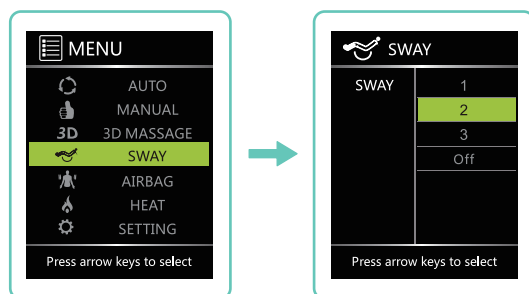 MENU
AUTO
MANUAL
3D 3D MASSAGE
SWAY
AIRBAG
HEAT
SETTING
Press arrow keys to select
SWAY
SWAY
1
2
3
Off
Press arrow keys to select